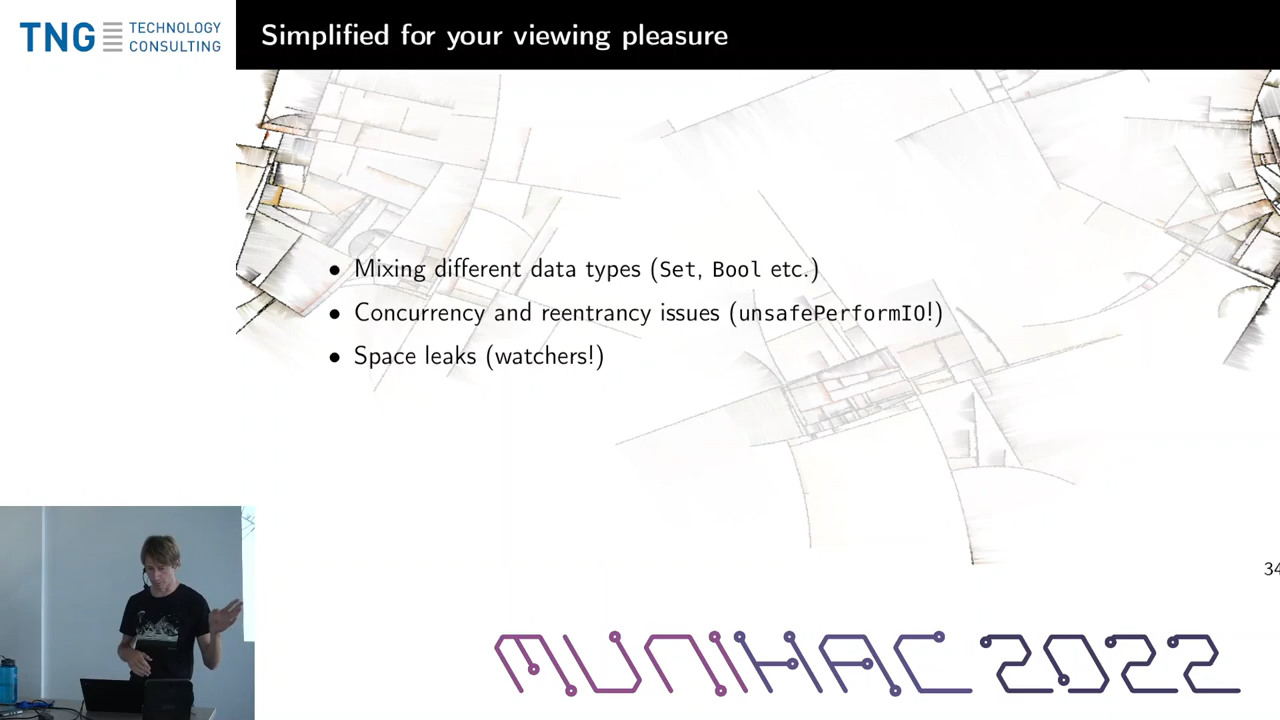 TNG TECHNOLOGY
CONSULTING
Simplified for your viewing pleasure
• Mixing different data types (Set, Bool etc.)
• Concurrency and reentrancy issues (unsafePerformIO!)
• Space leaks (watchers!)
34
MUNIHAC 2022